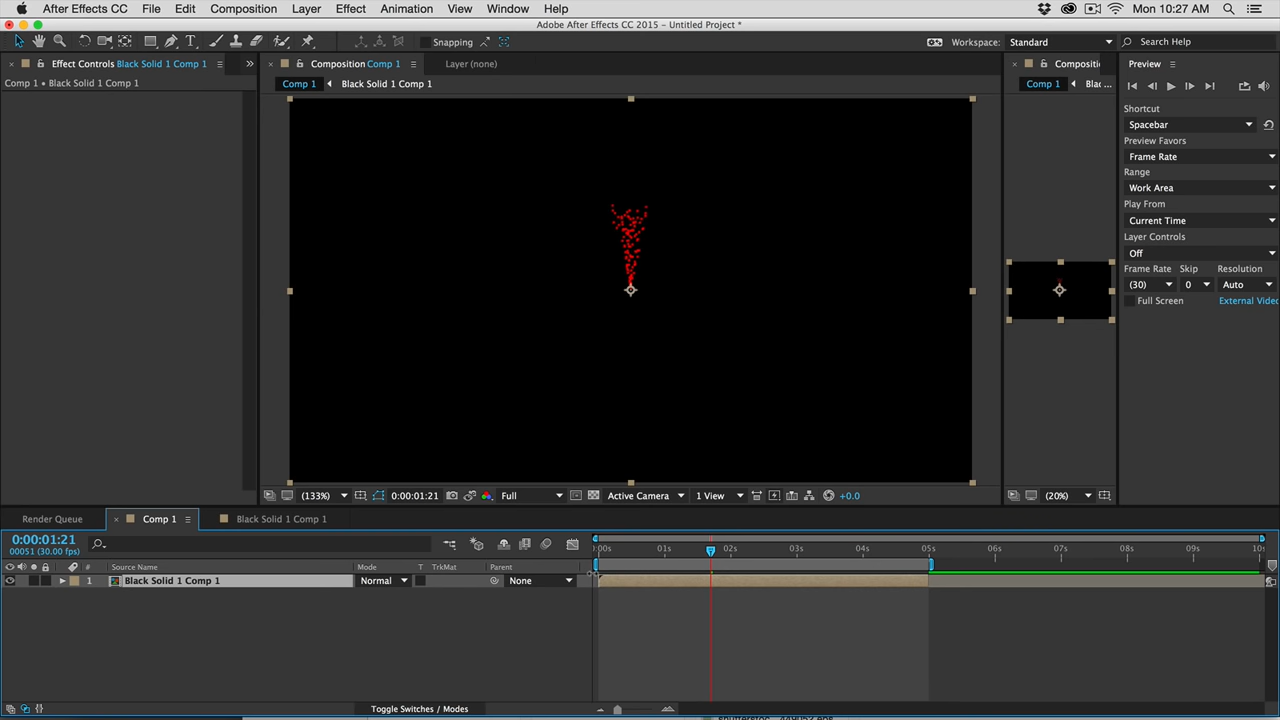 After Effects CC File Edit Composition Layer Effect Animation View Window Help Mon 10:27 AM
Adobe After Effects CC 2015 - Untitled Project *
Snapping Workspace: Standard Search Help
Effect Controls Black Solid 1 Comp 1 Composition Comp 1 Layer (none) Preview
Comp 1 • Black Solid 1 Comp 1 Comp 1 Black Solid 1 Comp 1 Comp 1
Shortcut
Spacebar
Preview Favors
Frame Rate
Range
Work Area
Play From
Current Time
Layer Controls
Off
Frame Rate Skip Resolution
(30) 0 Auto
Full Screen External Video
(133%) 0:00:01:21 Full Active Camera 1 View +0.0 (20%)
Render Queue Comp 1 Black Solid 1 Comp 1
0:00:01:21
00051 (30.00 fps)
:00s 01s 02s 03s 04s 05s 06s 07s 08s 09s 10s
# Source Name Mode T TrkMat Parent
1 Black Solid 1 Comp 1 Normal None
Toggle Switches / Modes